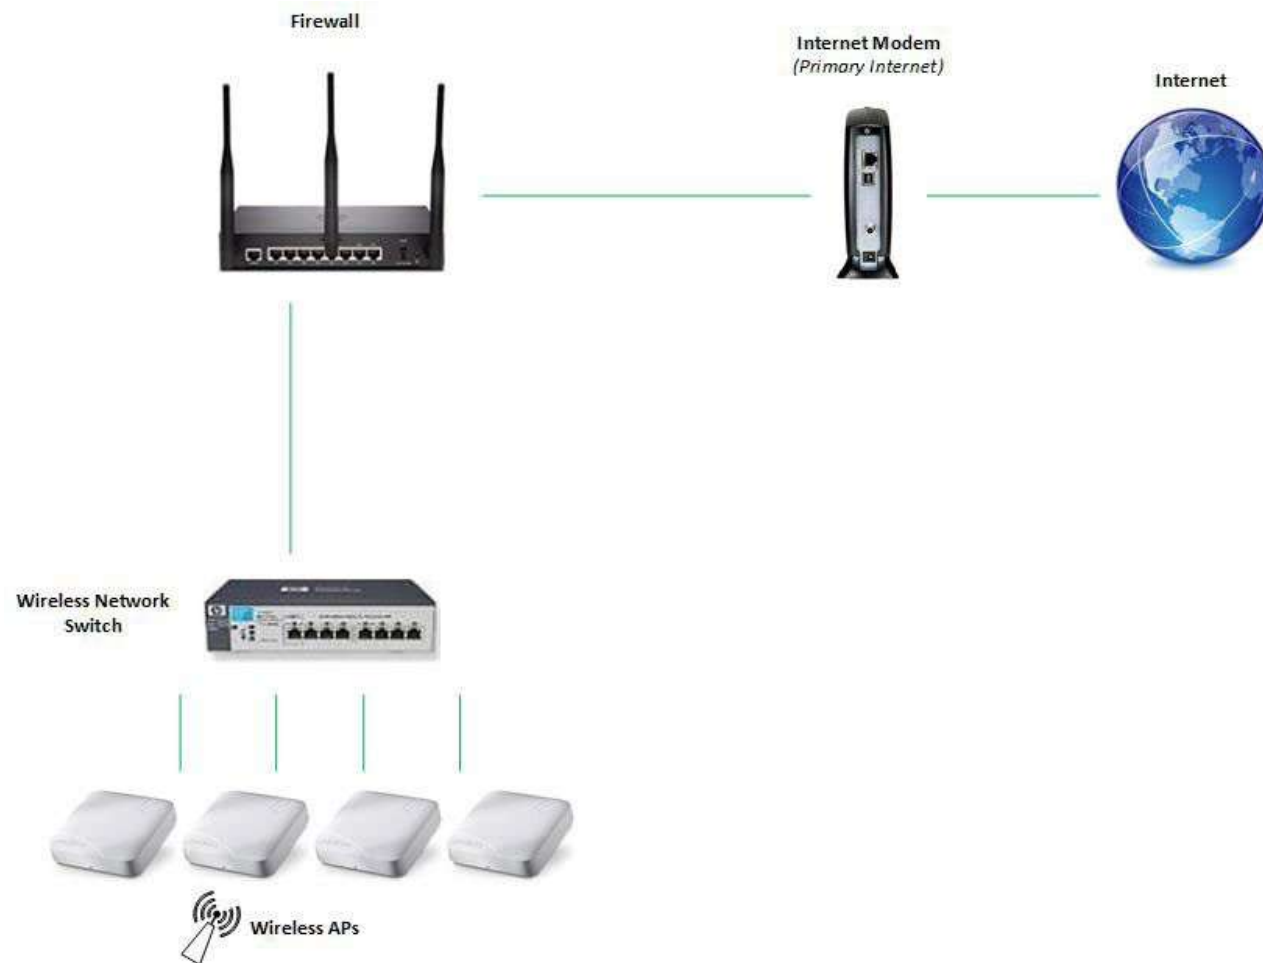 Firewall
Internet Modem
(Primary Internet)
Internet
Wireless Network
Switch
Wireless APs